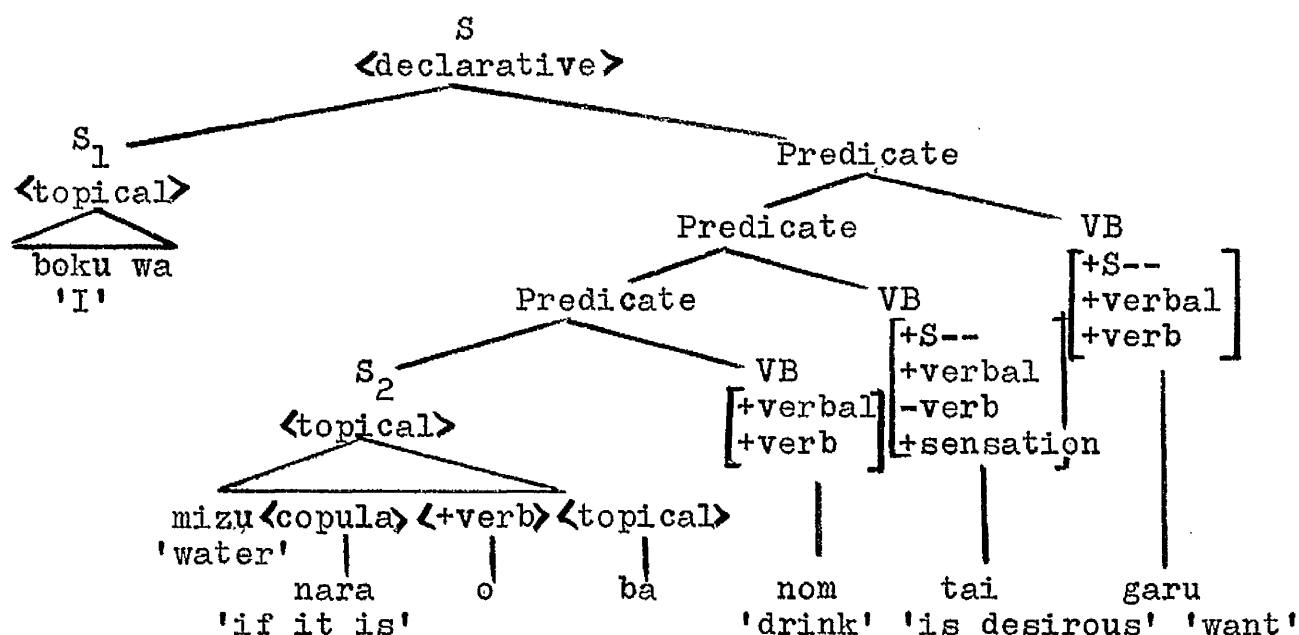 S
<declarative>
S1
<topical>
boku wa
'I'
Predicate
Predicate
VB
[+S--
+verbal
+verb]
Predicate
VB
[+S--
+verbal
-verb
+sensation]
S2
<topical>
VB
[+verbal
+verb]
mizu <copula> <+verb> <topical>
'water'
nara o ba nom tai garu
'if it is' 'drink' 'is desirous' 'want'